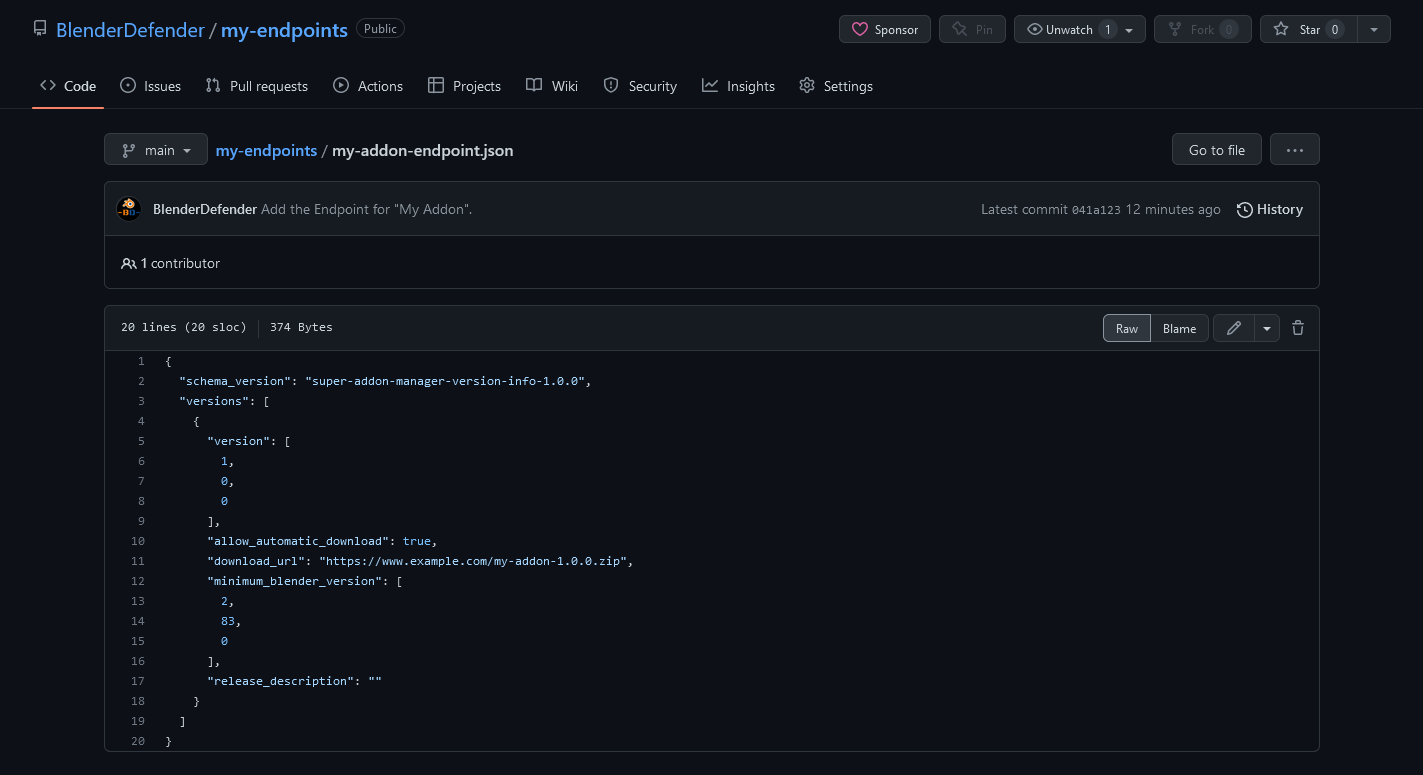 BlenderDefender / my-endpoints Public Sponsor Pin Unwatch 1 Fork 0 Star 0
Code Issues Pull requests Actions Projects Wiki Security Insights Settings
main my-endpoints / my-addon-endpoint.json Go to file ···
BlenderDefender Add the Endpoint for "My Addon". Latest commit 041a123 12 minutes ago History
1 contributor
20 lines (20 sloc) 374 Bytes Raw Blame
1 {
2 "schema_version": "super-addon-manager-version-info-1.0.0",
3 "versions": [
4 {
5 "version": [
6 1,
7 0,
8 0
9 ],
10 "allow_automatic_download": true,
11 "download_url": "https://www.example.com/my-addon-1.0.0.zip",
12 "minimum_blender_version": [
13 2,
14 83,
15 0
16 ],
17 "release_description": ""
18 }
19 ]
20 }